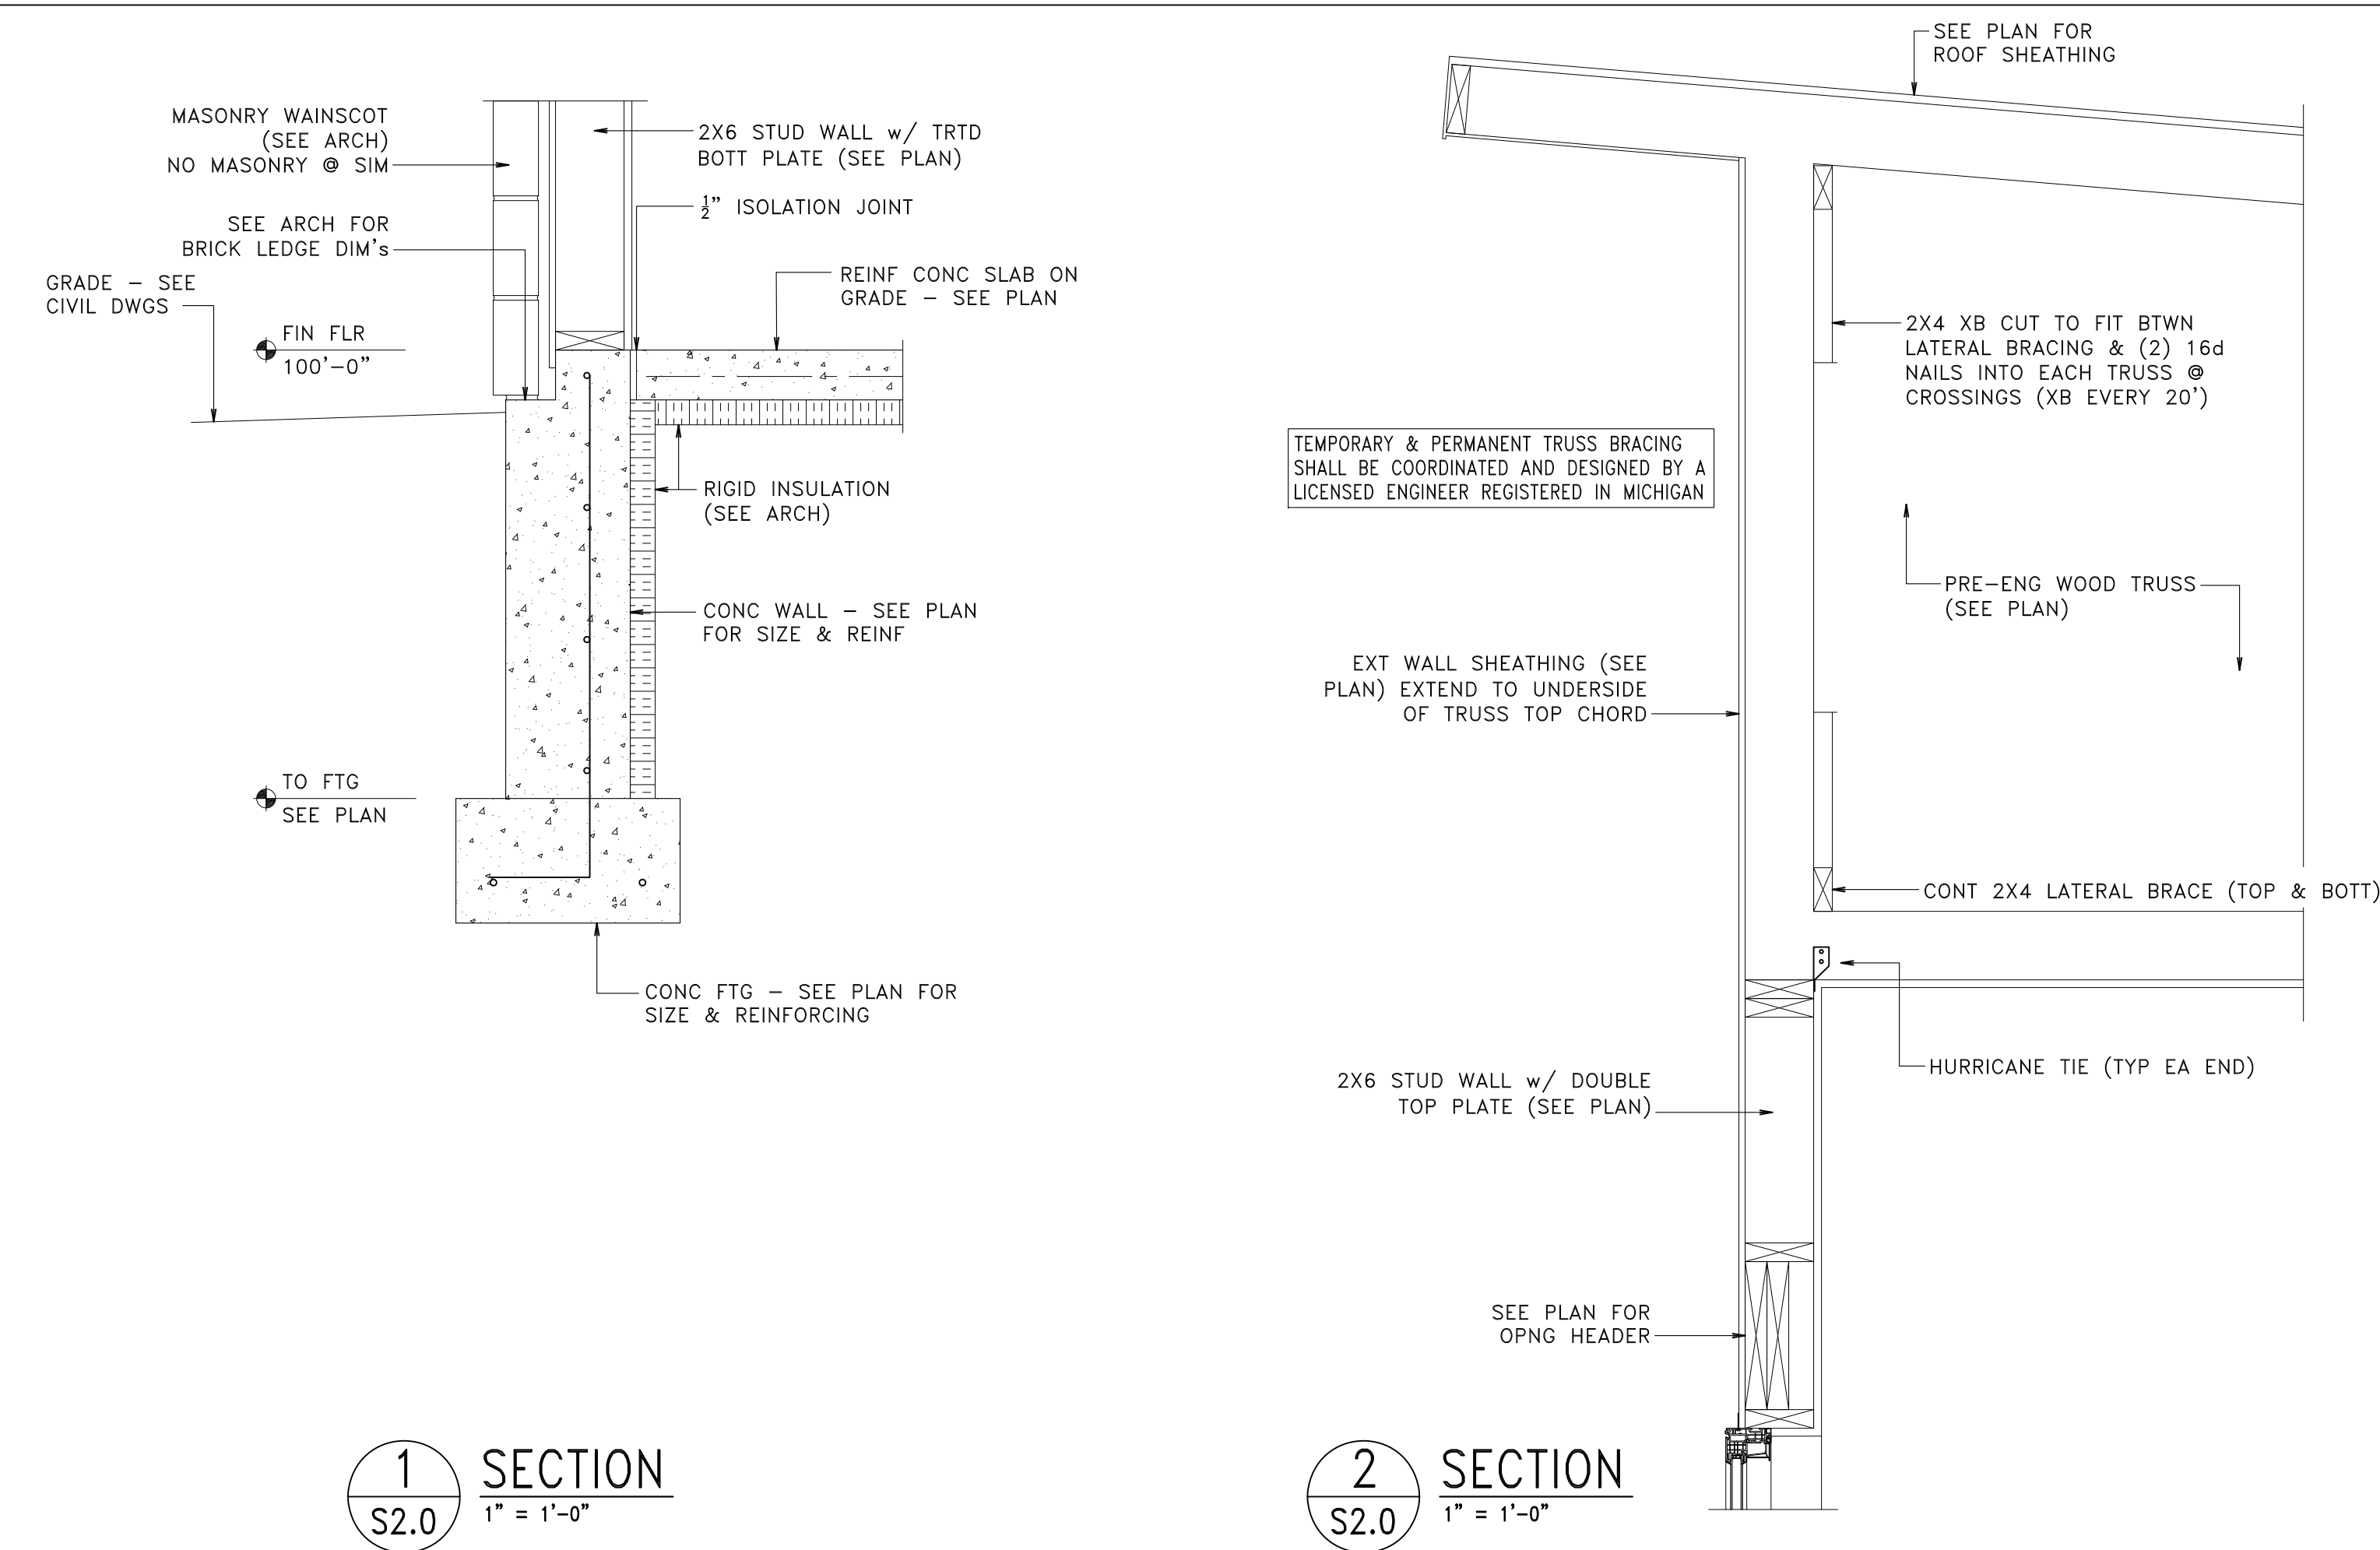 MASONRY WAINSCOT
(SEE ARCH)
NO MASONRY @ SIM
SEE ARCH FOR
BRICK LEDGE DIM's
GRADE – SEE
CIVIL DWGS
FIN FLR
100'-0"
TO FTG
SEE PLAN
2X6 STUD WALL w/ TRTD
BOTT PLATE (SEE PLAN)
½" ISOLATION JOINT
REINF CONC SLAB ON
GRADE – SEE PLAN
RIGID INSULATION
(SEE ARCH)
CONC WALL – SEE PLAN
FOR SIZE & REINF
CONC FTG – SEE PLAN FOR
SIZE & REINFORCING
1
S2.0
SECTION
1" = 1'-0"
SEE PLAN FOR
ROOF SHEATHING
2X4 XB CUT TO FIT BTWN
LATERAL BRACING & (2) 16d
NAILS INTO EACH TRUSS @
CROSSINGS (XB EVERY 20')
TEMPORARY & PERMANENT TRUSS BRACING
SHALL BE COORDINATED AND DESIGNED BY A
LICENSED ENGINEER REGISTERED IN MICHIGAN
PRE-ENG WOOD TRUSS
(SEE PLAN)
EXT WALL SHEATHING (SEE
PLAN) EXTEND TO UNDERSIDE
OF TRUSS TOP CHORD
CONT 2X4 LATERAL BRACE (TOP & BOTT)
HURRICANE TIE (TYP EA END)
2X6 STUD WALL w/ DOUBLE
TOP PLATE (SEE PLAN)
SEE PLAN FOR
OPNG HEADER
2
S2.0
SECTION
1" = 1'-0"